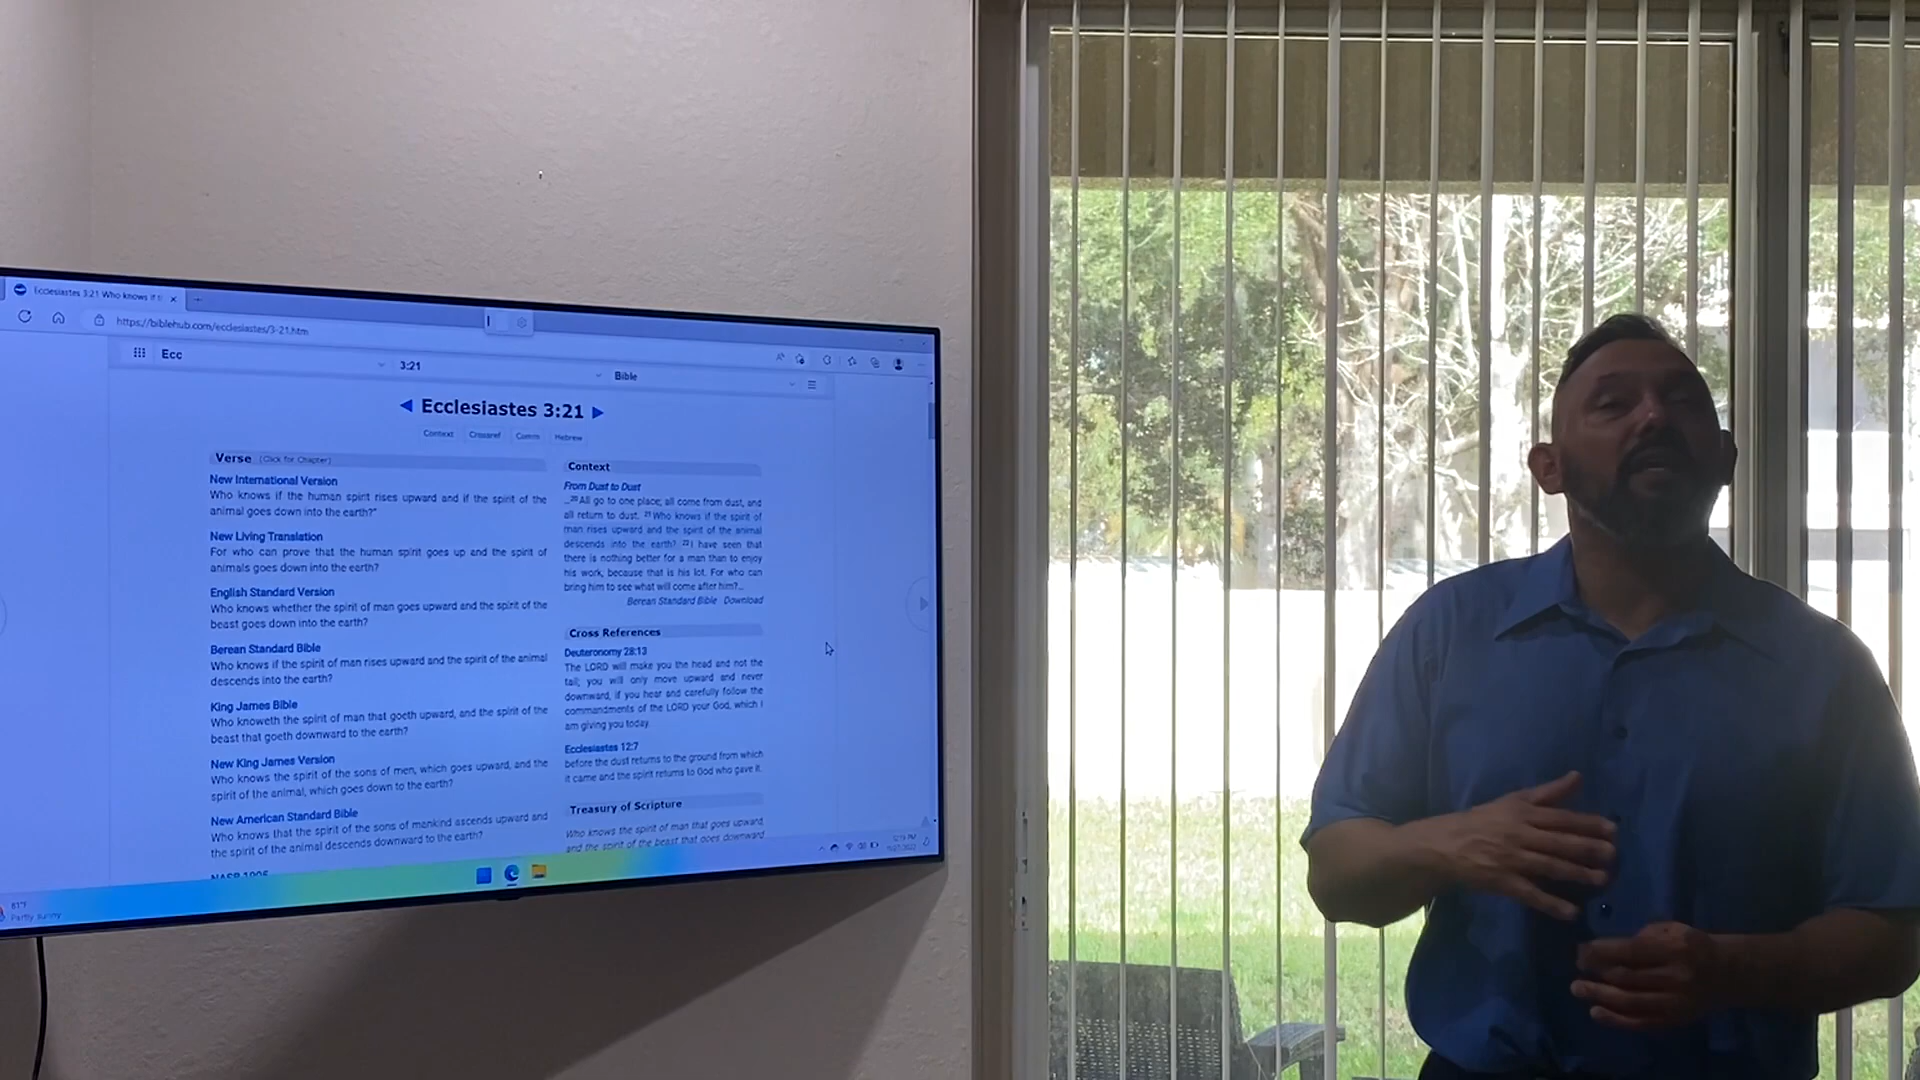 Ecclesiastes 3:21 Who knows if t
https://biblehub.com/ecclesiastes/3-21.htm
Ecc
3:21
Bible
Ecclesiastes 3:21
Context Crossref Comm Hebrew
Verse (Click for Chapter)
New International Version
Who knows if the human spirit rises upward and if the spirit of the
animal goes down into the earth?"
New Living Translation
For who can prove that the human spirit goes up and the spirit of
animals goes down into the earth?
English Standard Version
Who knows whether the spirit of man goes upward and the spirit of the
beast goes down into the earth?
Berean Standard Bible
Who knows if the spirit of man rises upward and the spirit of the animal
descends into the earth?
King James Bible
Who knoweth the spirit of man that goeth upward, and the spirit of the
beast that goeth downward to the earth?
New King James Version
Who knows the spirit of the sons of men, which goes upward, and the
spirit of the animal, which goes down to the earth?
New American Standard Bible
Who knows that the spirit of the sons of mankind ascends upward and
the spirit of the animal descends downward to the earth?
NASB 1995
Context
From Dust to Dust
…20 All go to one place; all come from dust, and
all return to dust. 21 Who knows if the spirit of
man rises upward and the spirit of the animal
descends into the earth? 22 I have seen that
there is nothing better for a man than to enjoy
his work, because that is his lot. For who can
bring him to see what will come after him?…
Berean Standard Bible Download
Cross References
Deuteronomy 28:13
The LORD will make you the head and not the
tail; you will only move upward and never
downward, if you hear and carefully follow the
commandments of the LORD your God, which I
am giving you today.
Ecclesiastes 12:7
before the dust returns to the ground from which
it came and the spirit returns to God who gave it.
Treasury of Scripture
Who knows the spirit of man that goes upward,
and the spirit of the beast that goes downward
81°F
Partly sunny